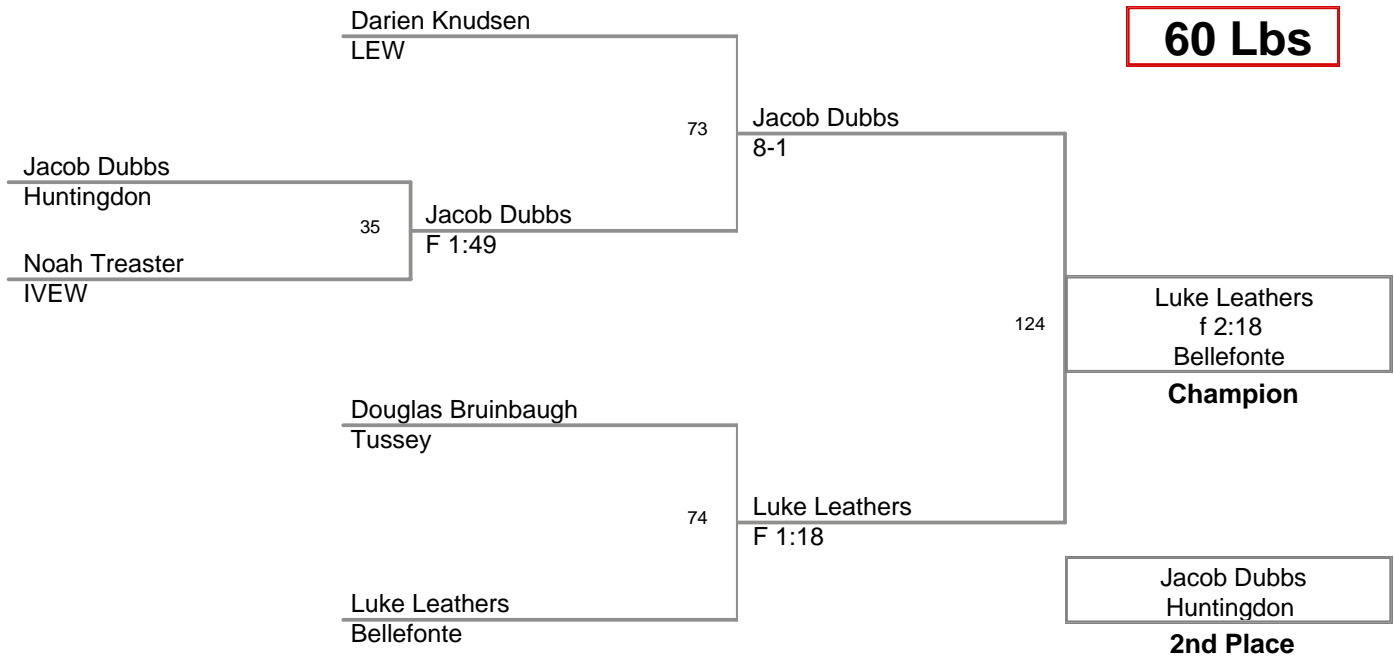 Darien Knudsen
LEW
60 Lbs
73
Jacob Dubbs
8-1
Jacob Dubbs
Huntingdon
35
Jacob Dubbs
F 1:49
Noah Treaster
IVEW
124
Luke Leathers
f 2:18
Bellefonte
Champion
Douglas Bruinbaugh
Tussey
74
Luke Leathers
F 1:18
Luke Leathers
Bellefonte
Jacob Dubbs
Huntingdon
2nd Place